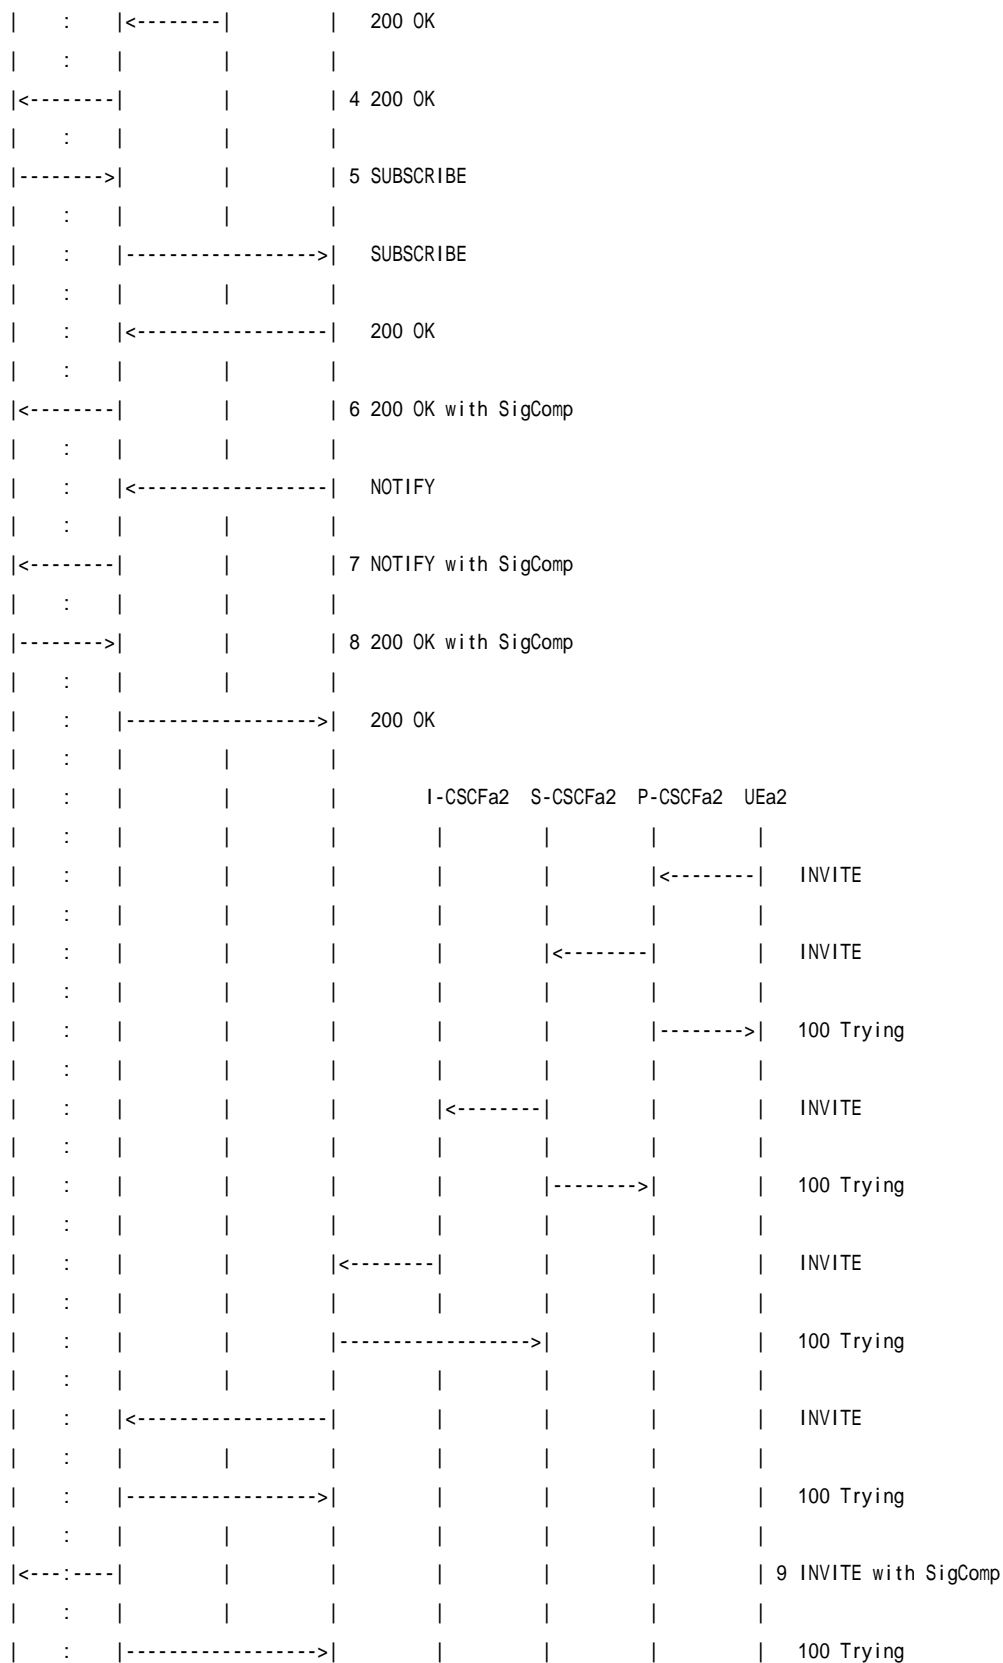 |    :    |<--------|         |   200 OK
|    :    |         |         |
|<--------|         |         | 4 200 OK
|    :    |         |         |
|-------->|         |         | 5 SUBSCRIBE
|    :    |         |         |
|    :    |------------------>|   SUBSCRIBE
|    :    |         |         |
|    :    |<------------------|   200 OK
|    :    |         |         |
|<--------|         |         | 6 200 OK with SigComp
|    :    |         |         |
|    :    |<------------------|   NOTIFY
|    :    |         |         |
|<--------|         |         | 7 NOTIFY with SigComp
|    :    |         |         |
|-------->|         |         | 8 200 OK with SigComp
|    :    |         |         |
|    :    |------------------>|   200 OK
|    :    |         |         |
|    :    |         |         |        I-CSCFa2  S-CSCFa2  P-CSCFa2  UEa2
|    :    |         |         |         |         |         |         |
|    :    |         |         |         |         |         |<--------|   INVITE
|    :    |         |         |         |         |         |         |
|    :    |         |         |         |         |<--------|         |   INVITE
|    :    |         |         |         |         |         |         |
|    :    |         |         |         |         |         |-------->|   100 Trying
|    :    |         |         |         |         |         |         |
|    :    |         |         |         |<--------|         |         |   INVITE
|    :    |         |         |         |         |         |         |
|    :    |         |         |         |         |-------->|         |   100 Trying
|    :    |         |         |         |         |         |         |
|    :    |         |         |<--------|         |         |         |   INVITE
|    :    |         |         |         |         |         |         |
|    :    |         |         |------------------>|         |         |   100 Trying
|    :    |         |         |         |         |         |         |
|    :    |<------------------|         |         |         |         |   INVITE
|    :    |         |         |         |         |         |         |
|    :    |------------------>|         |         |         |         |   100 Trying
|    :    |         |         |         |         |         |         |
|<---:----|         |         |         |         |         |         | 9 INVITE with SigComp
|    :    |         |         |         |         |         |         |
|    :    |------------------>|         |         |         |         |   100 Trying